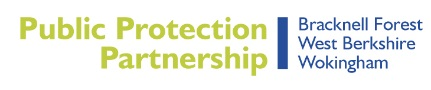 Public Protection
Partnership
Bracknell Forest
West Berkshire
Wokingham